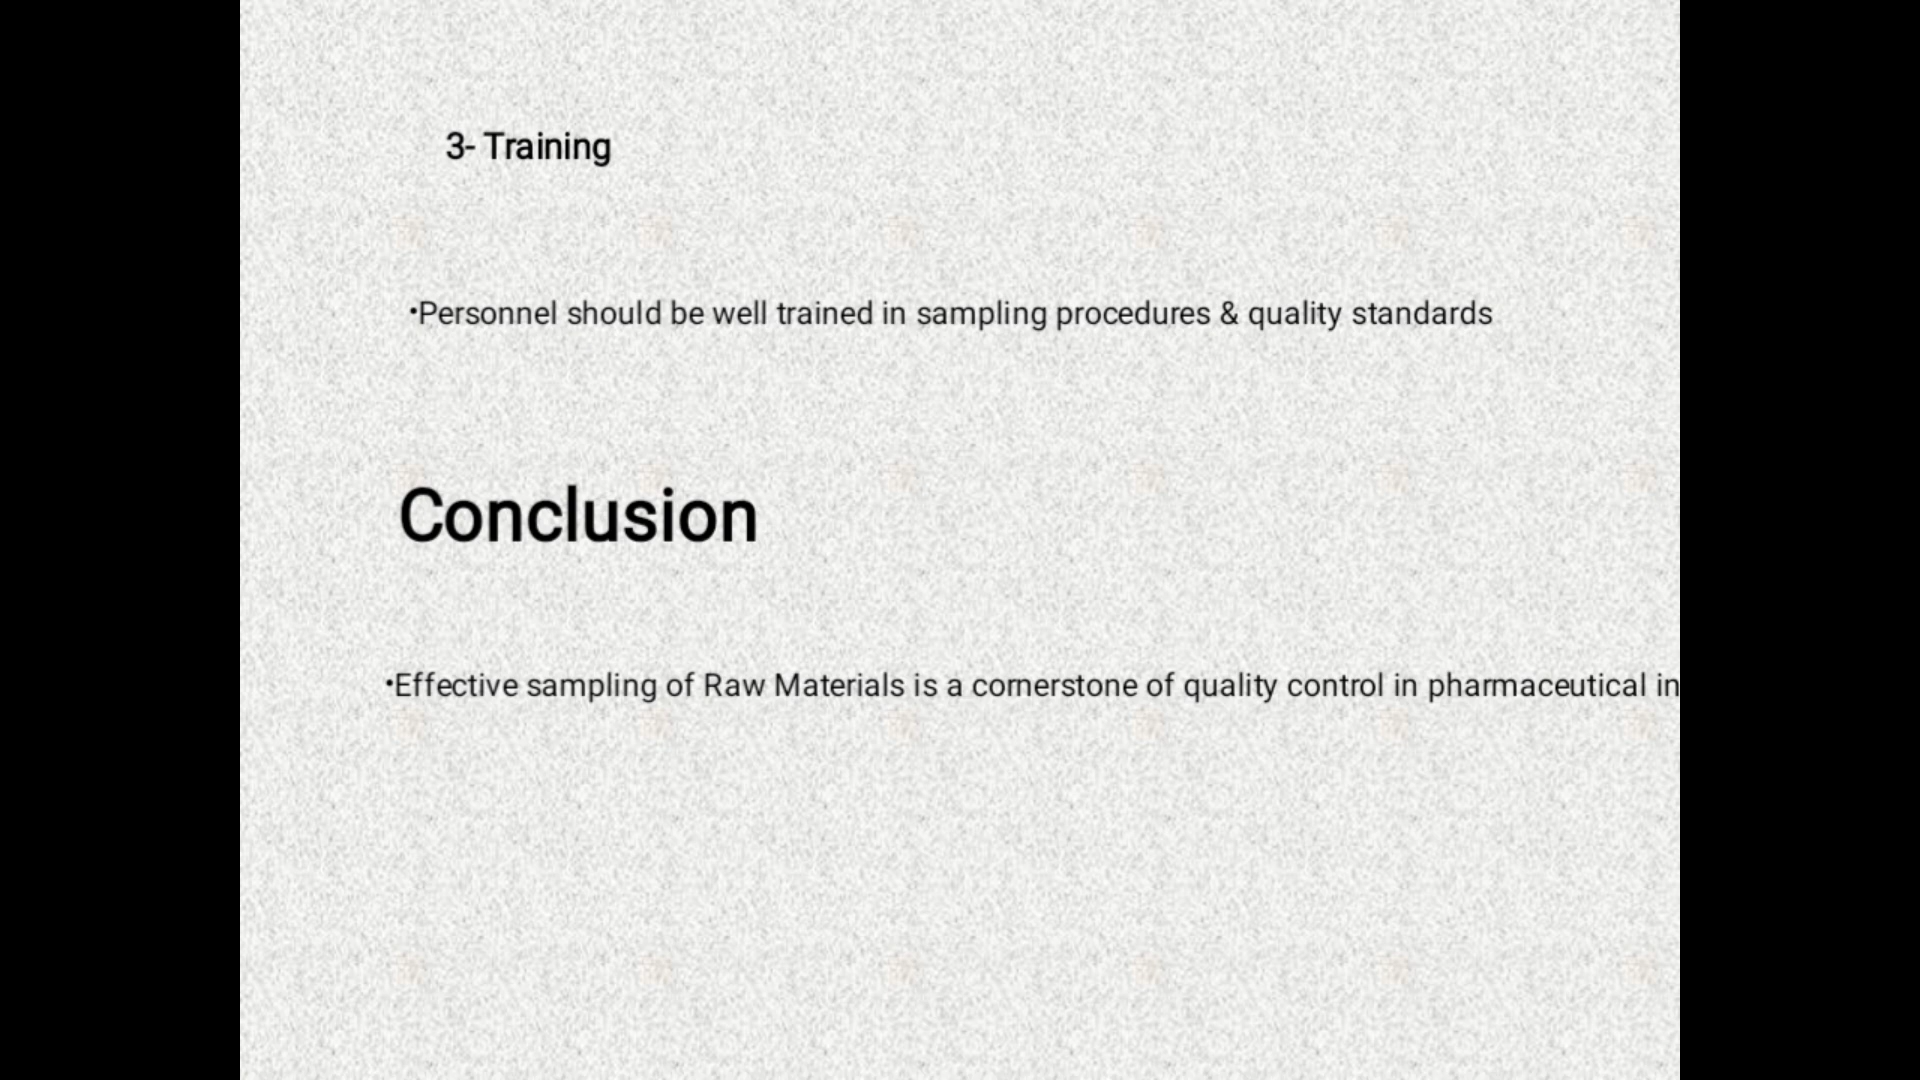 3- Training
•Personnel should be well trained in sampling procedures & quality standards
Conclusion
•Effective sampling of Raw Materials is a cornerstone of quality control in pharmaceutical in